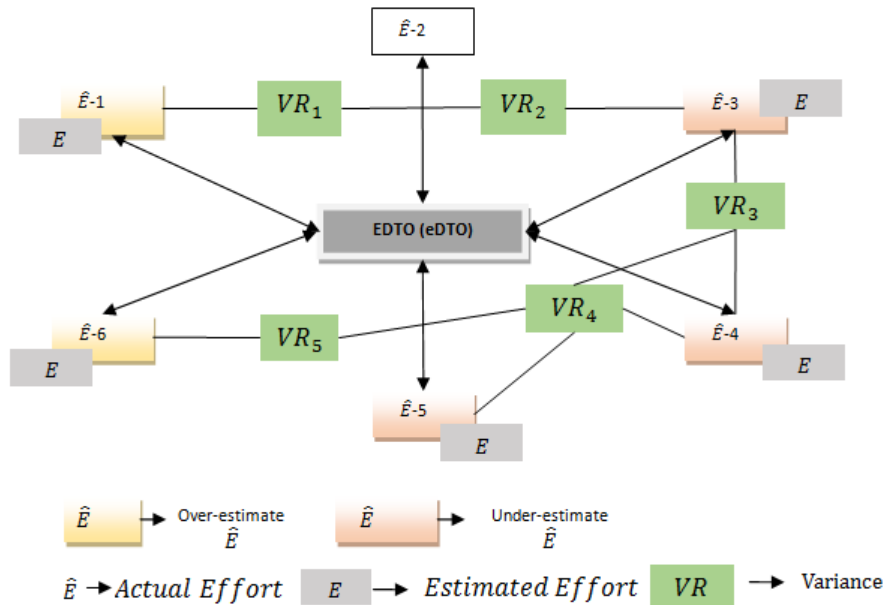 Ê-2
Ê-1
VR₁
VR₂
Ê-3
E
E
VR₃
EDTO (eDTO)
Ê-6
VR₅
VR₄
Ê-4
E
E
Ê-5
E
Ê Over-estimate Ê
Ê Under-estimate Ê
Ê Actual Effort E Estimated Effort VR Variance